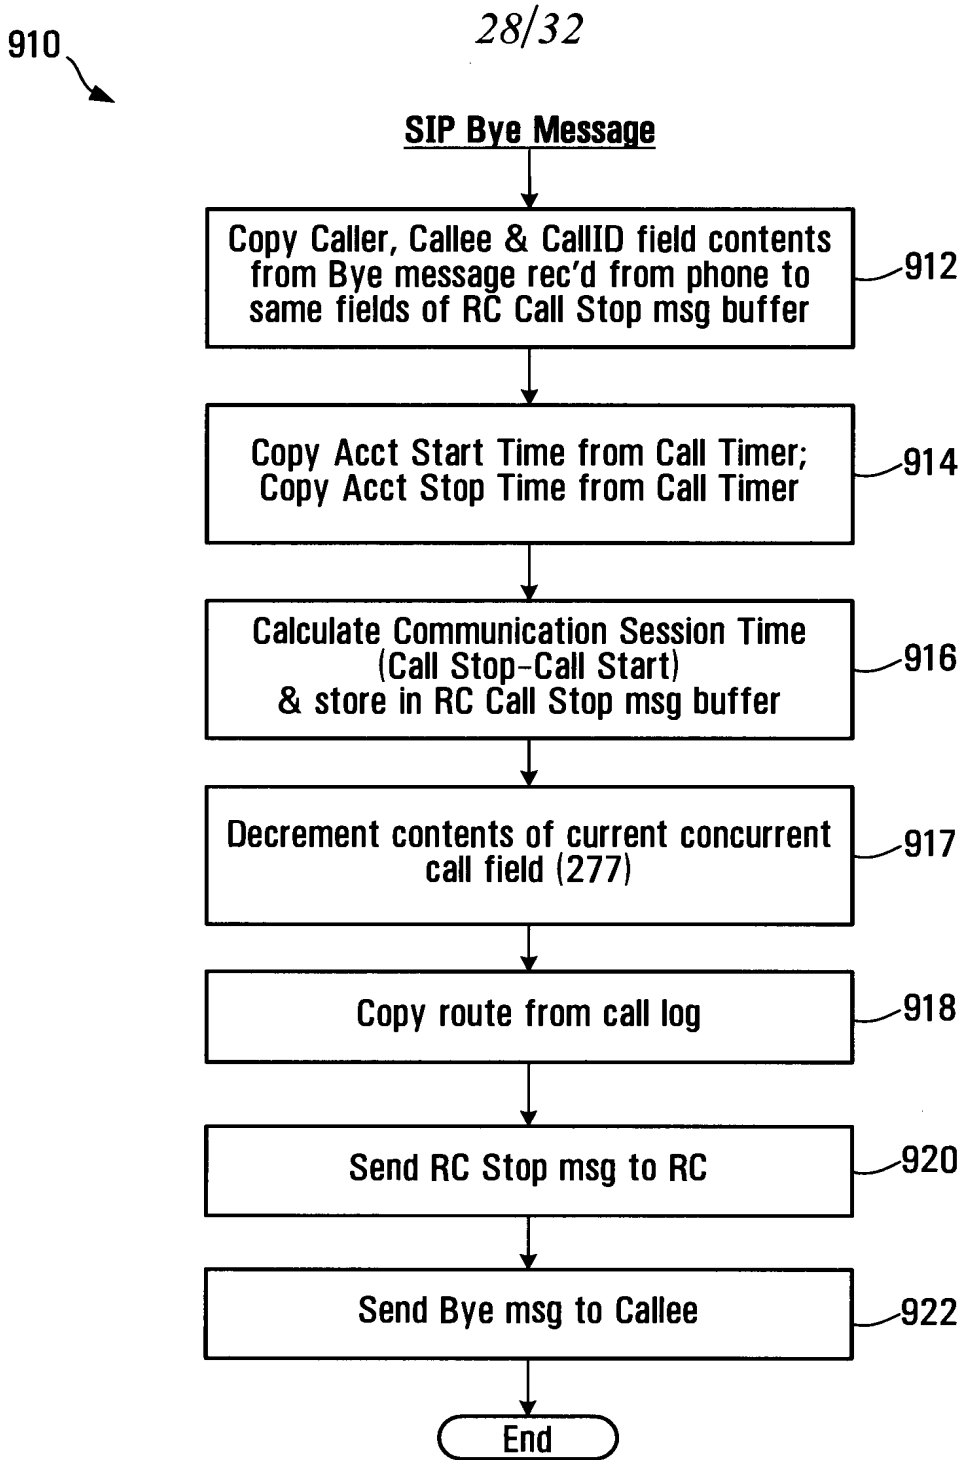 28/32
910
SIP Bye Message
Copy Caller, Callee & CallID field contents
from Bye message rec'd from phone to
same fields of RC Call Stop msg buffer
912
Copy Acct Start Time from Call Timer;
Copy Acct Stop Time from Call Timer
914
Calculate Communication Session Time
(Call Stop-Call Start)
& store in RC Call Stop msg buffer
916
Decrement contents of current concurrent
call field (277)
917
Copy route from call log
918
Send RC Stop msg to RC
920
Send Bye msg to Callee
922
End